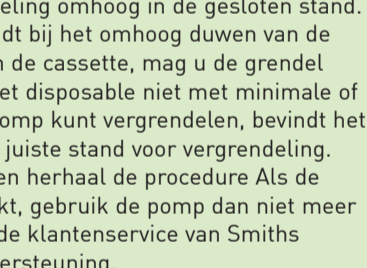 eling omhoog in de gesloten stand.
dt bij het omhoog duwen van de
de cassette, mag u de grendel
et disposable niet met minimale of
omp kunt vergrendelen, bevindt het
juiste stand voor vergrendeling.
en herhaal de procedure Als de
kt, gebruik de pomp dan niet meer
de klantenservice van Smiths
ersteuning.